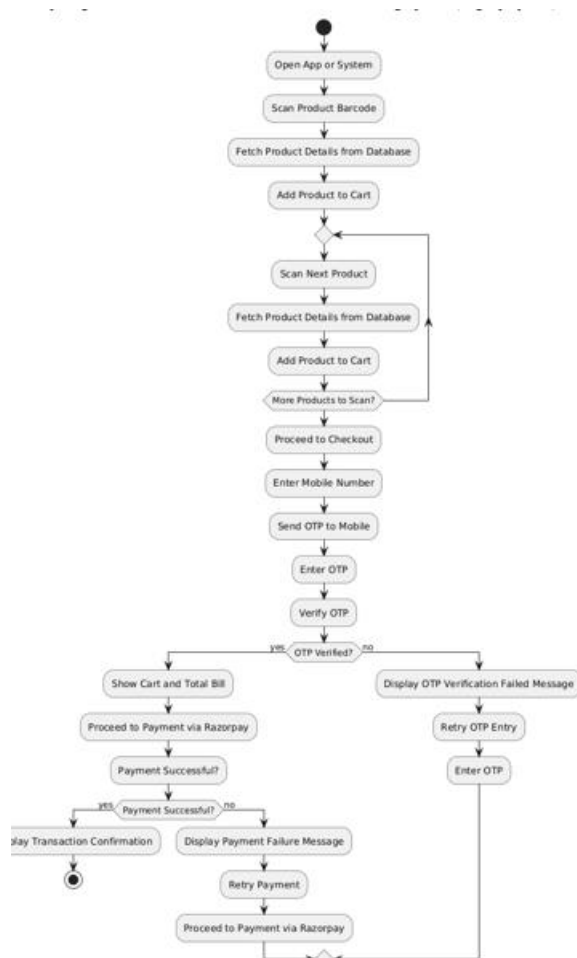 Open App or System
Scan Product Barcode
Fetch Product Details from Database
Add Product to Cart
Scan Next Product
Fetch Product Details from Database
Add Product to Cart
More Products to Scan?
Proceed to Checkout
Enter Mobile Number
Send OTP to Mobile
Enter OTP
Verify OTP
yes OTP Verified? no
Show Cart and Total Bill
Display OTP Verification Failed Message
Proceed to Payment via Razorpay
Retry OTP Entry
Payment Successful?
Enter OTP
yes Payment Successful? no
play Transaction Confirmation
Display Payment Failure Message
Retry Payment
Proceed to Payment via Razorpay